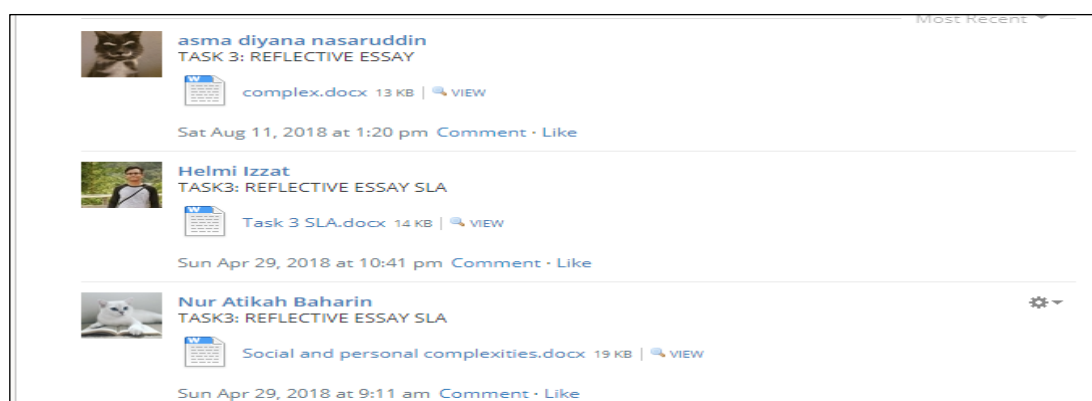 Most Recent
asma diyana nasaruddin
TASK 3: REFLECTIVE ESSAY
W
complex.docx 13 KB | VIEW
Sat Aug 11, 2018 at 1:20 pm Comment · Like
Helmi Izzat
TASK3: REFLECTIVE ESSAY SLA
W
Task 3 SLA.docx 14 KB | VIEW
Sun Apr 29, 2018 at 10:41 pm Comment · Like
Nur Atikah Baharin
TASK3: REFLECTIVE ESSAY SLA
W
Social and personal complexities.docx 19 KB | VIEW
Sun Apr 29, 2018 at 9:11 am Comment · Like